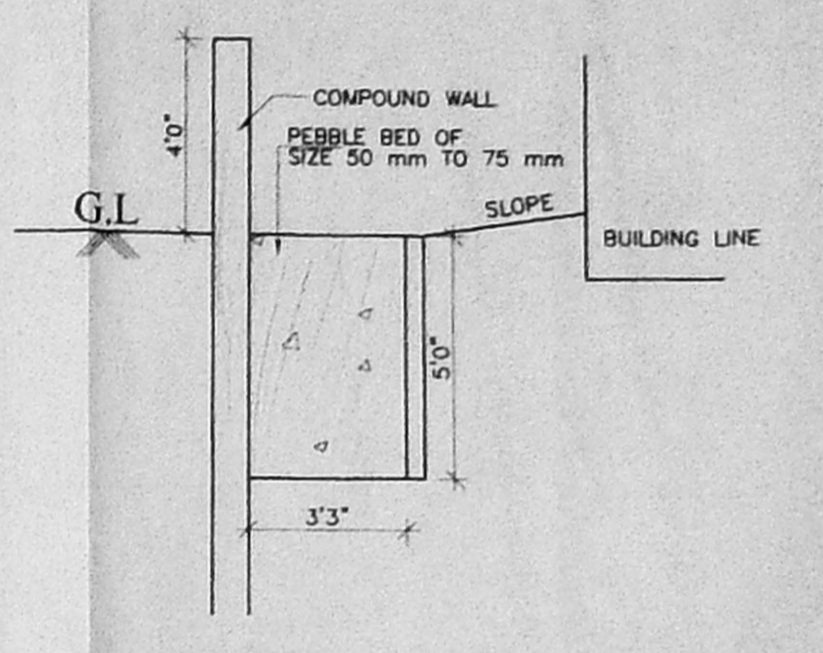 COMPOUND WALL
4'0"
PEBBLE BED OF
SIZE 50 mm TO 75 mm
G.L
SLOPE
BUILDING LINE
5'0"
3'3"